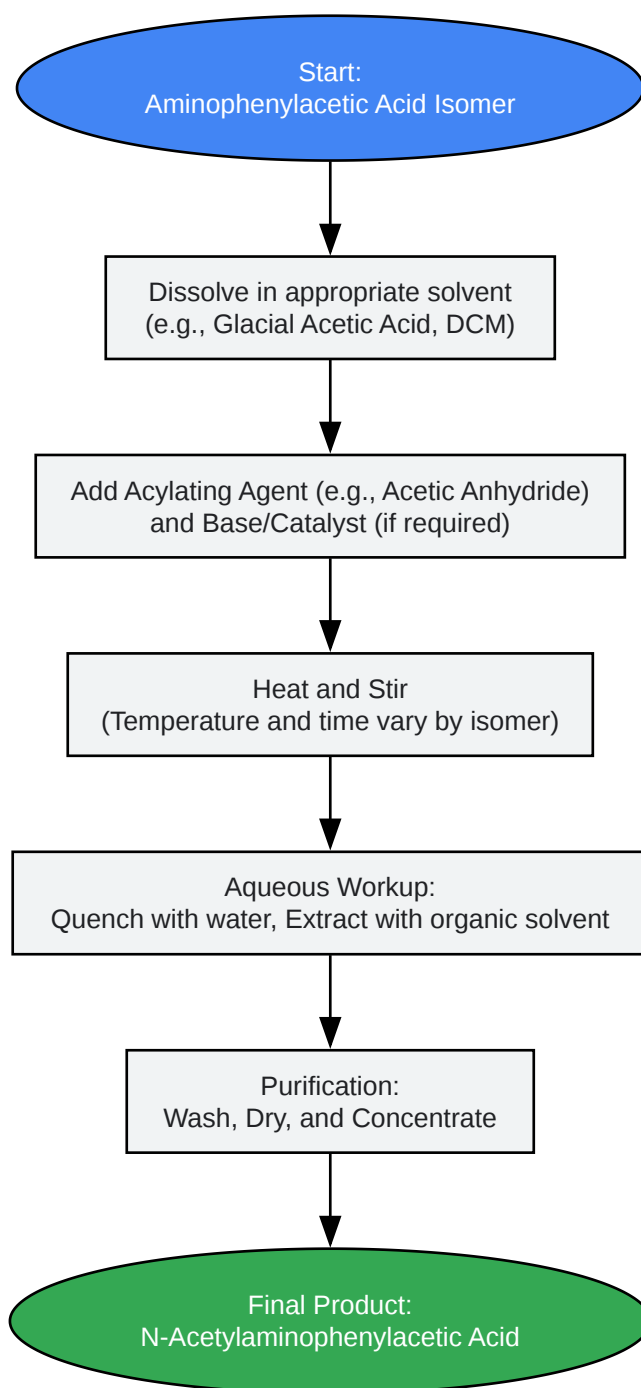 Start:
Aminophenylacetic Acid Isomer
Dissolve in appropriate solvent
(e.g., Glacial Acetic Acid, DCM)
Add Acylating Agent (e.g., Acetic Anhydride)
and Base/Catalyst (if required)
Heat and Stir
(Temperature and time vary by isomer)
Aqueous Workup:
Quench with water, Extract with organic solvent
Purification:
Wash, Dry, and Concentrate
Final Product:
N-Acetylaminophenylacetic Acid